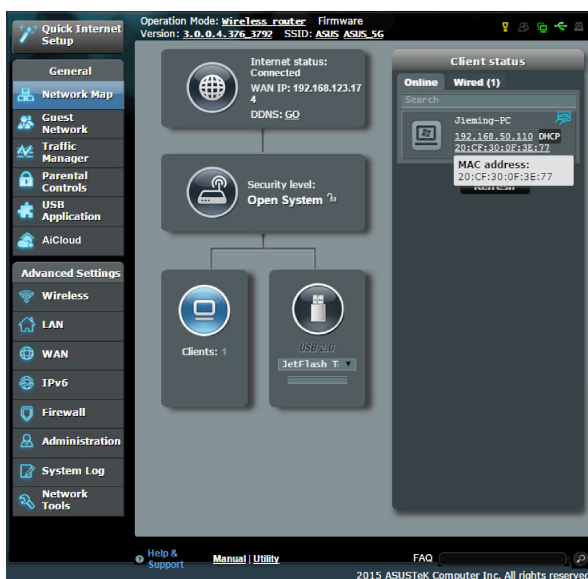 Operation Mode: Wireless router Firmware
Version: 3.0.0.4.376_3792 SSID: ASUS ASUS_5G
Quick Internet
Setup
General
Network Map
Guest
Network
Traffic
Manager
Parental
Controls
USB
Application
AiCloud
Advanced Settings
Wireless
LAN
WAN
IPv6
Firewall
Administration
System Log
Network
Tools
Internet status:
Connected
WAN IP: 192.168.123.17
4
DDNS: GO
Security level:
Open System
Clients: 1
USB 2.0
JetFlash T
Client status
Online Wired (1)
Search
Jieming-PC
192.168.50.110 DHCP
20:CF:30:0F:3E:77
MAC address:
20:CF:30:0F:3E:77
Refresh
Help &
Support
Manual | Utility
FAQ
2015 ASUSTeK Computer Inc. All rights reserved